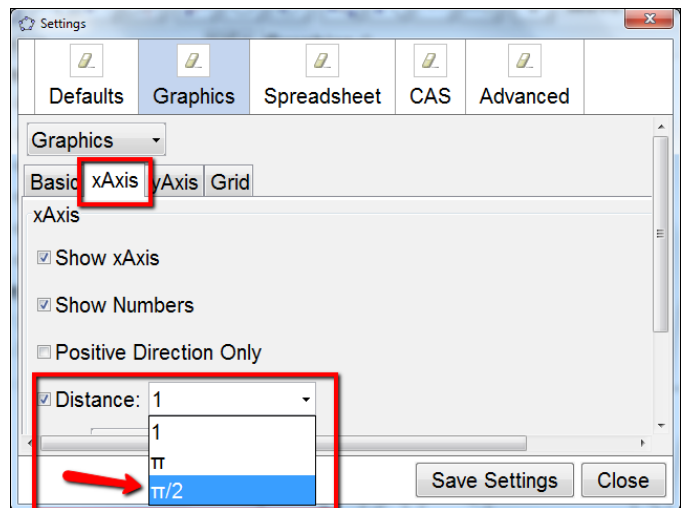 Settings
Defaults Graphics Spreadsheet CAS Advanced
Graphics
Basic xAxis yAxis Grid
xAxis
Show xAxis
Show Numbers
Positive Direction Only
Distance: 1
1
π
π/2
Save Settings Close